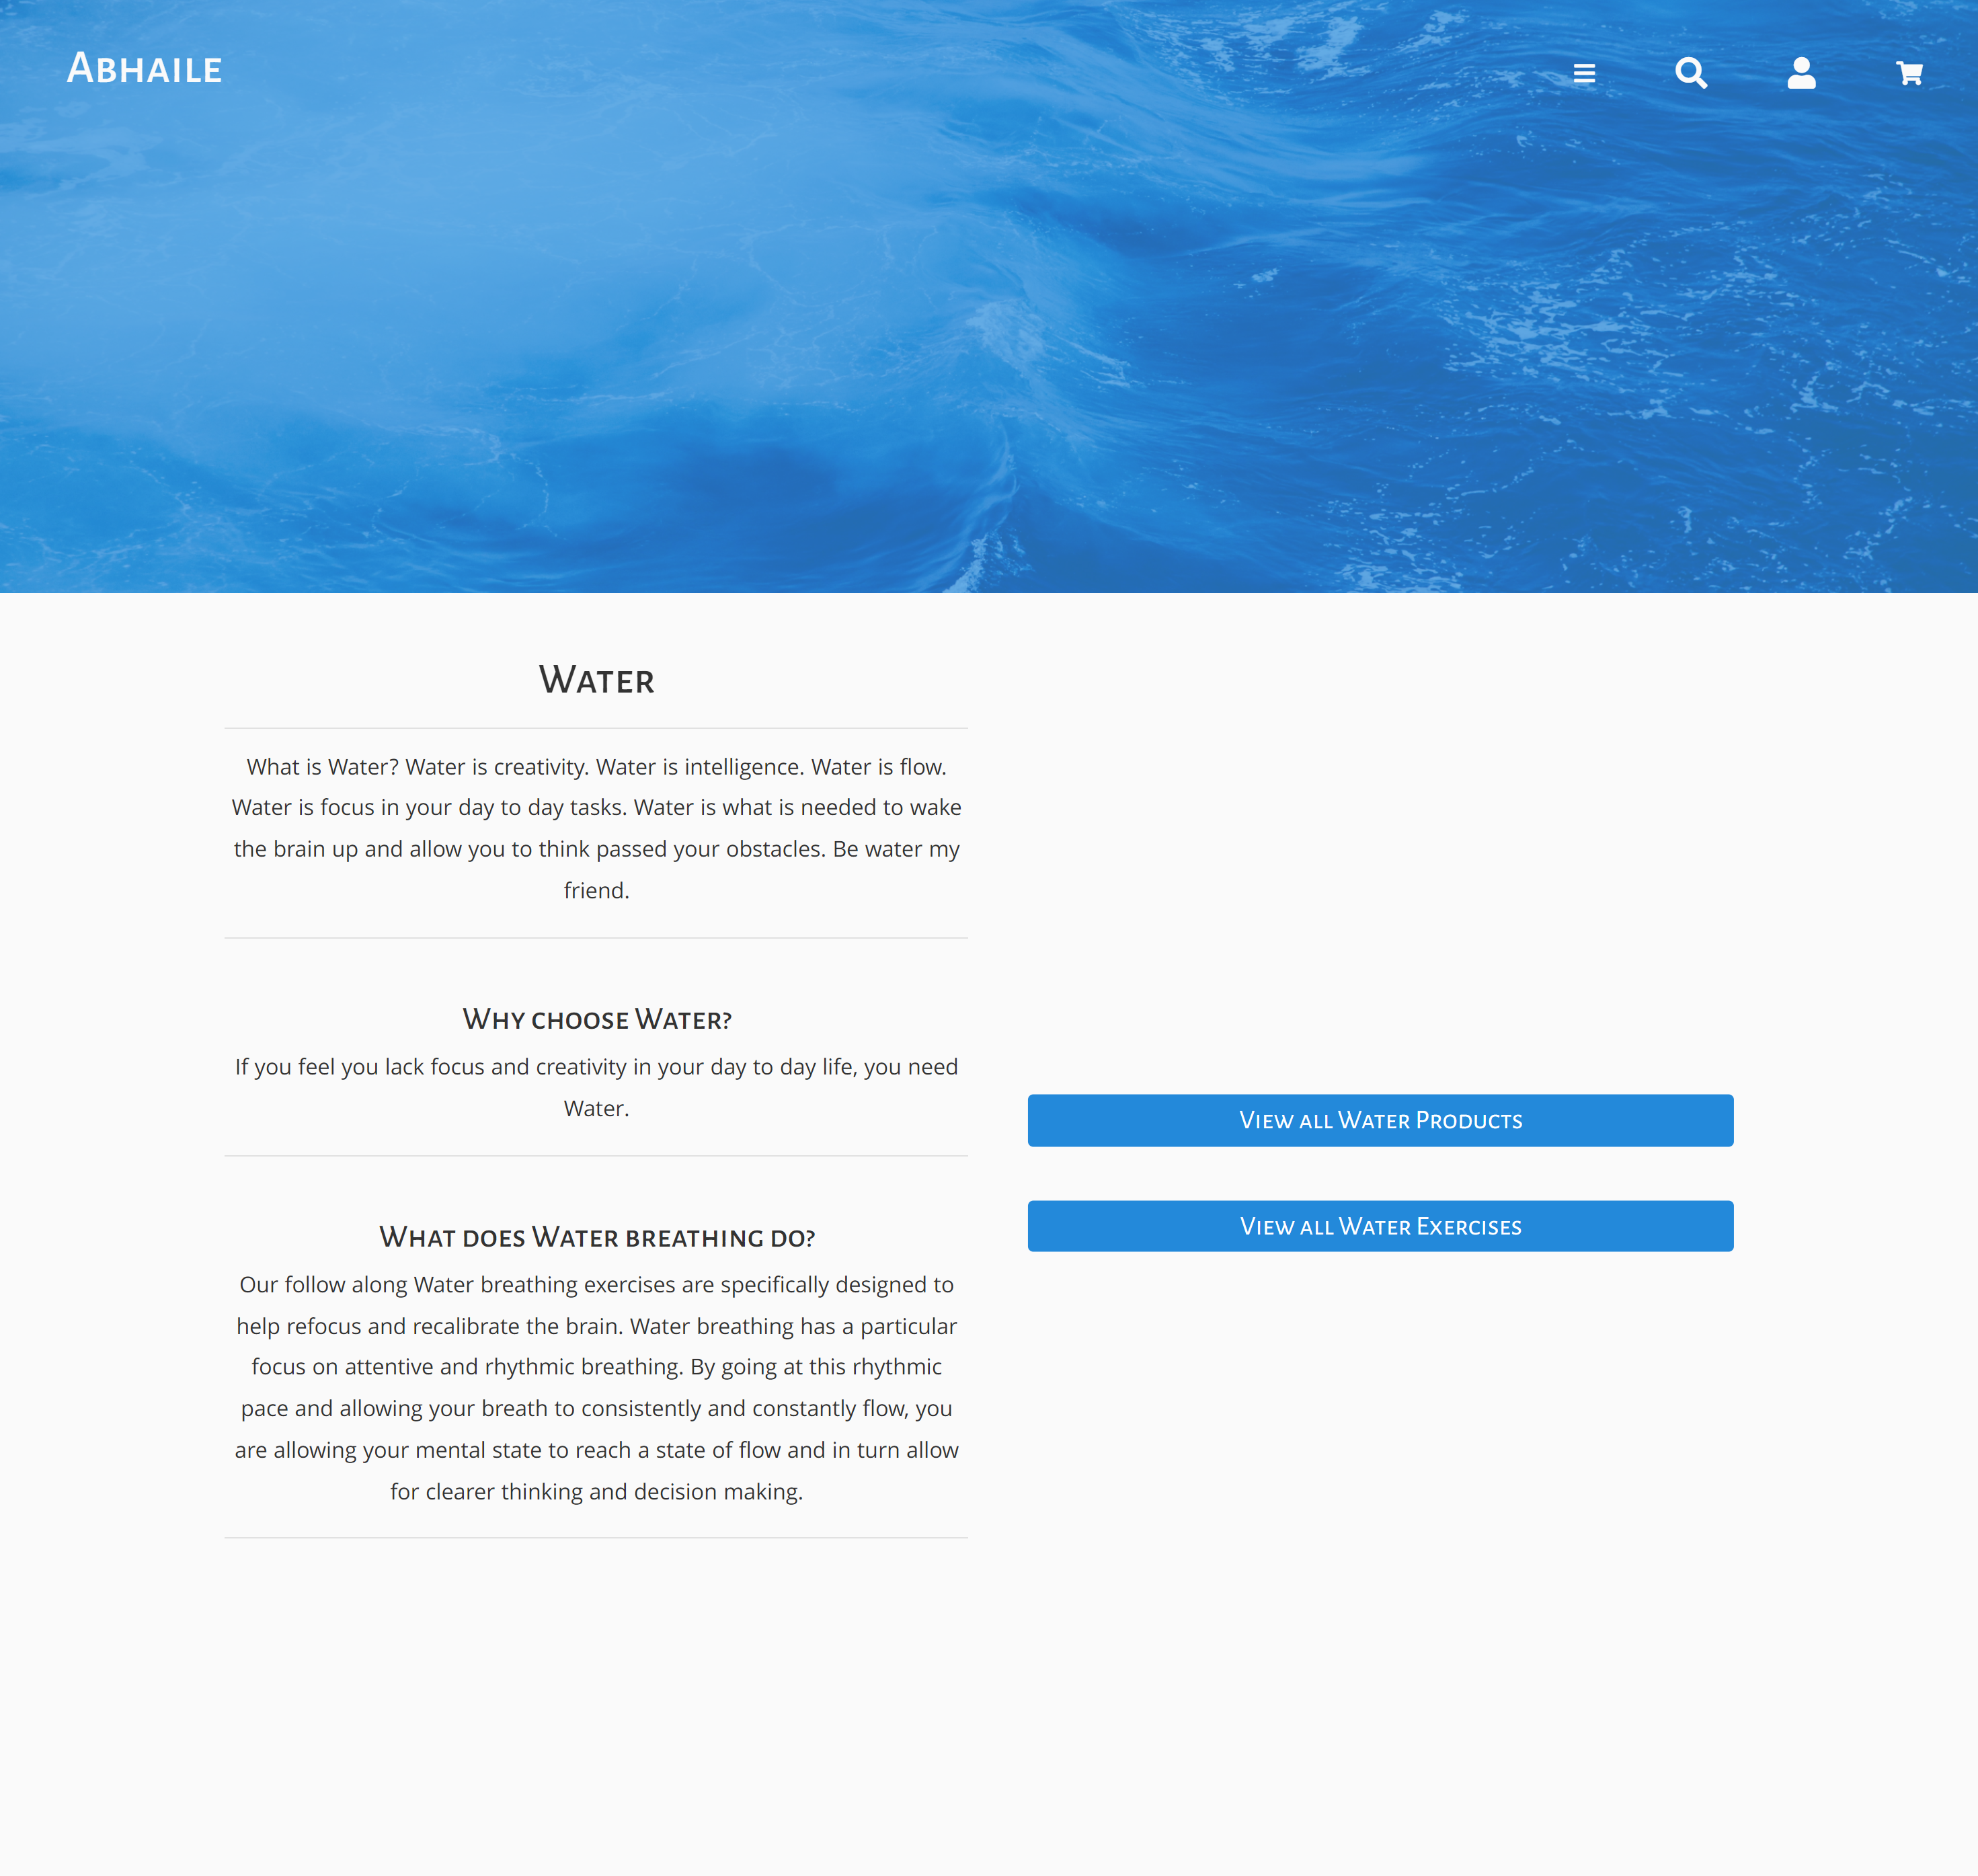 Abhaile
Water
What is Water? Water is creativity. Water is intelligence. Water is flow.
Water is focus in your day to day tasks. Water is what is needed to wake
the brain up and allow you to think passed your obstacles. Be water my
friend.
Why choose Water?
If you feel you lack focus and creativity in your day to day life, you need
Water.
View all Water Products
View all Water Exercises
What does Water breathing do?
Our follow along Water breathing exercises are specifically designed to
help refocus and recalibrate the brain. Water breathing has a particular
focus on attentive and rhythmic breathing. By going at this rhythmic
pace and allowing your breath to consistently and constantly flow, you
are allowing your mental state to reach a state of flow and in turn allow
for clearer thinking and decision making.